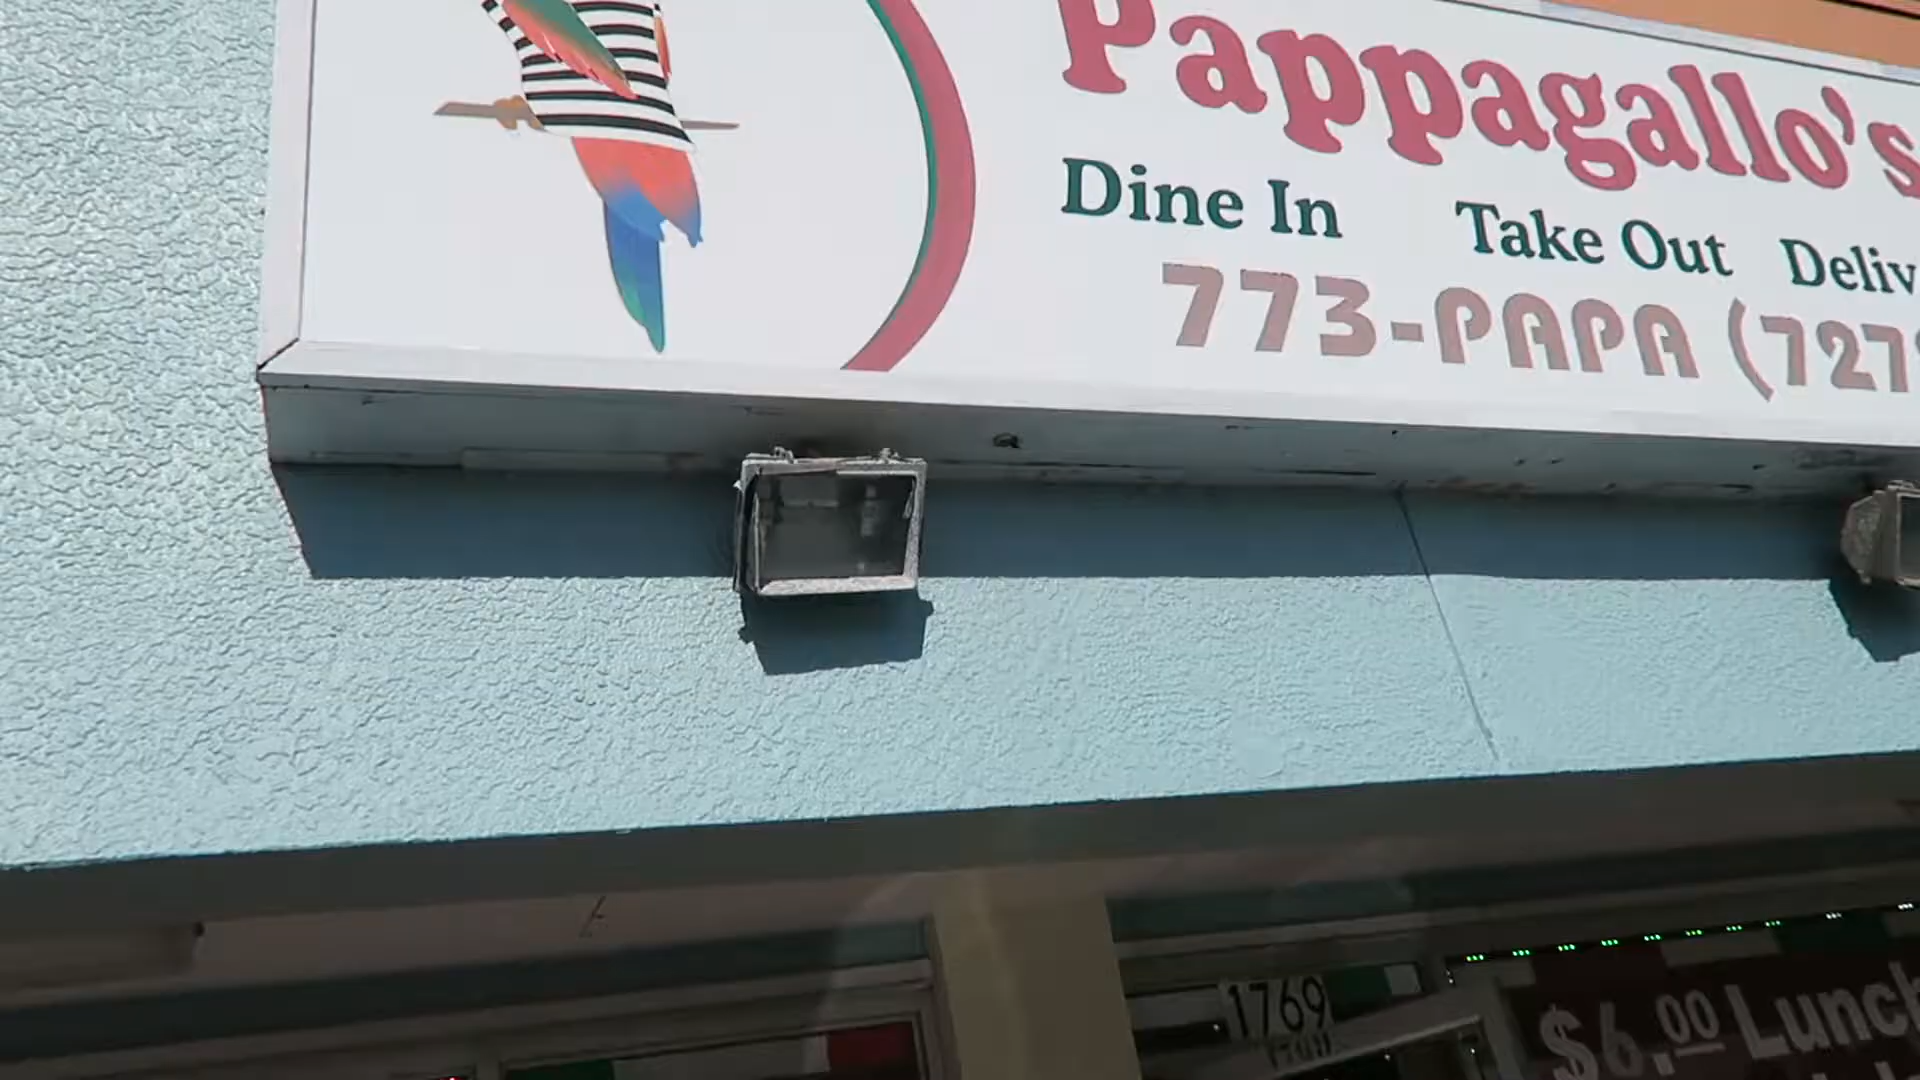 Pappagallo's
Dine In Take Out Deliv
773-PAPA (727
1769
$6.00 Lunch